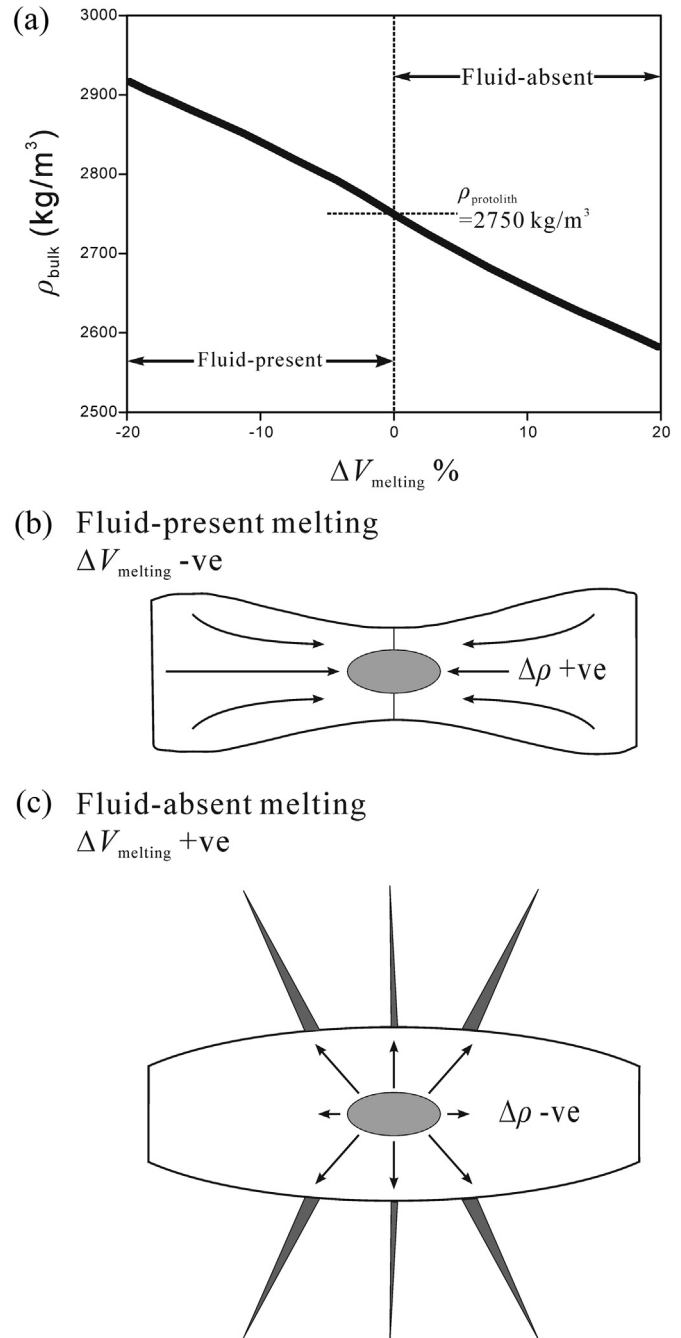 (a)
3000
2900
2800
2700
2600
2500
ρbulk (kg/m³)
Fluid-absent
ρprotolith
=2750 kg/m³
Fluid-present
-20
-10
0
10
20
ΔVmelting %
(b) Fluid-present melting
ΔVmelting -ve
Δρ +ve
(c) Fluid-absent melting
ΔVmelting +ve
Δρ -ve